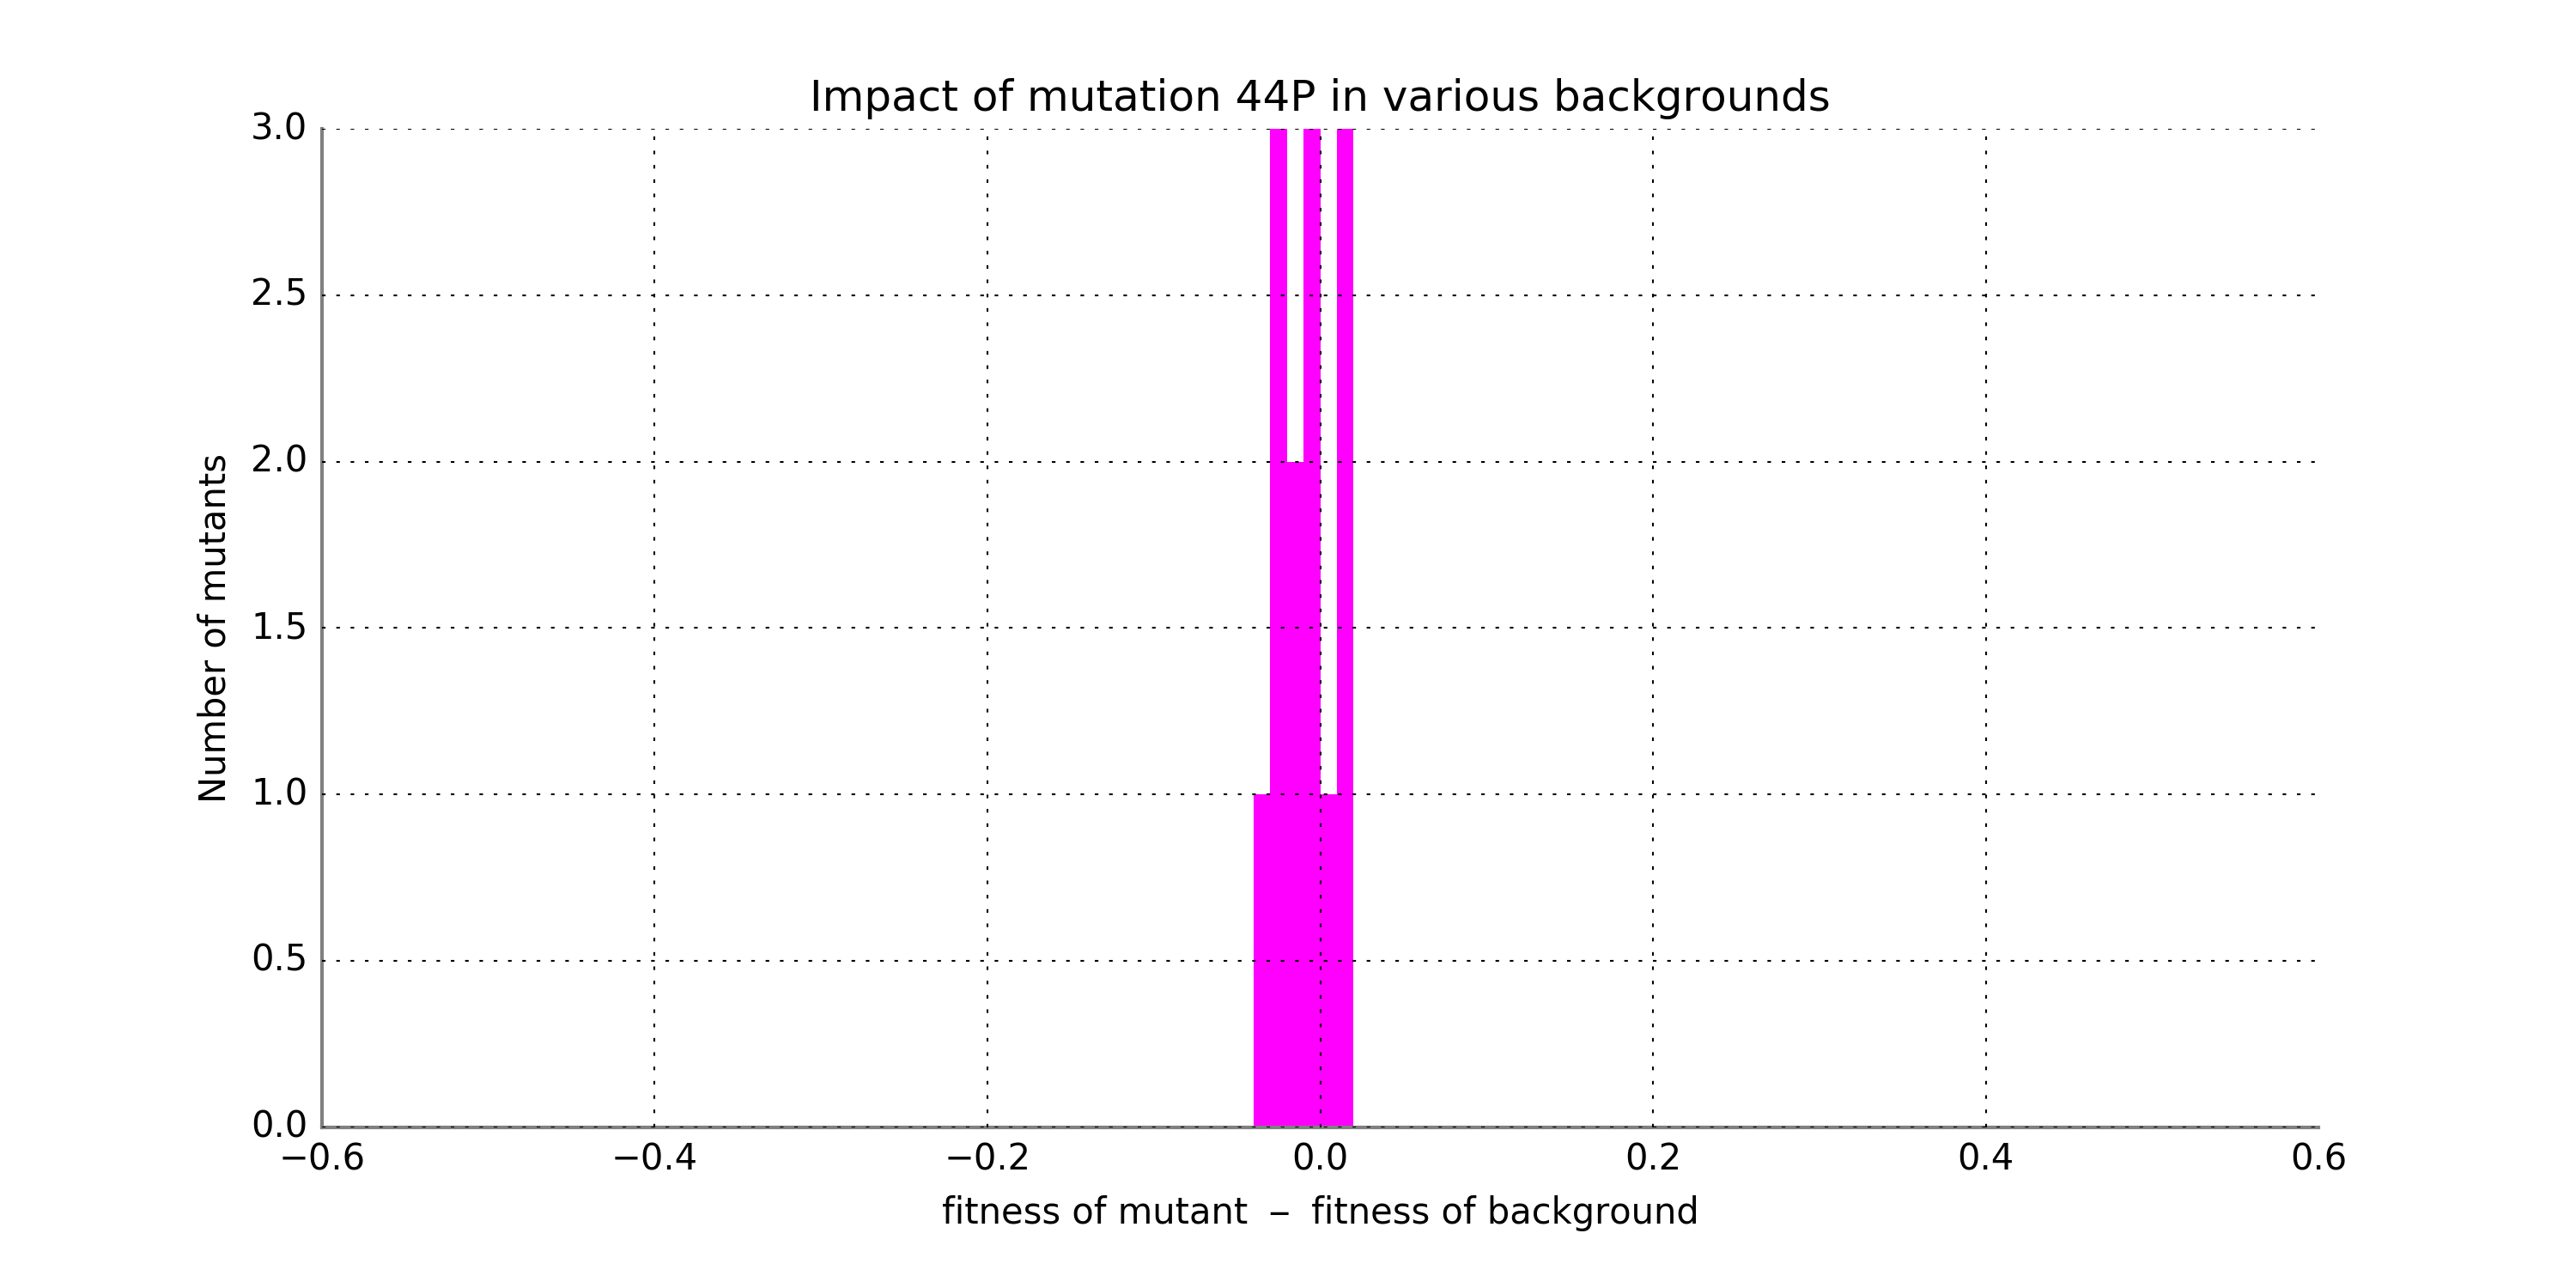 Impact of mutation 44P in various backgrounds
3.0
2.5
2.0
1.5
1.0
0.5
0.0
Number of mutants
−0.6 −0.4 −0.2 0.0 0.2 0.4 0.6
fitness of mutant − fitness of background